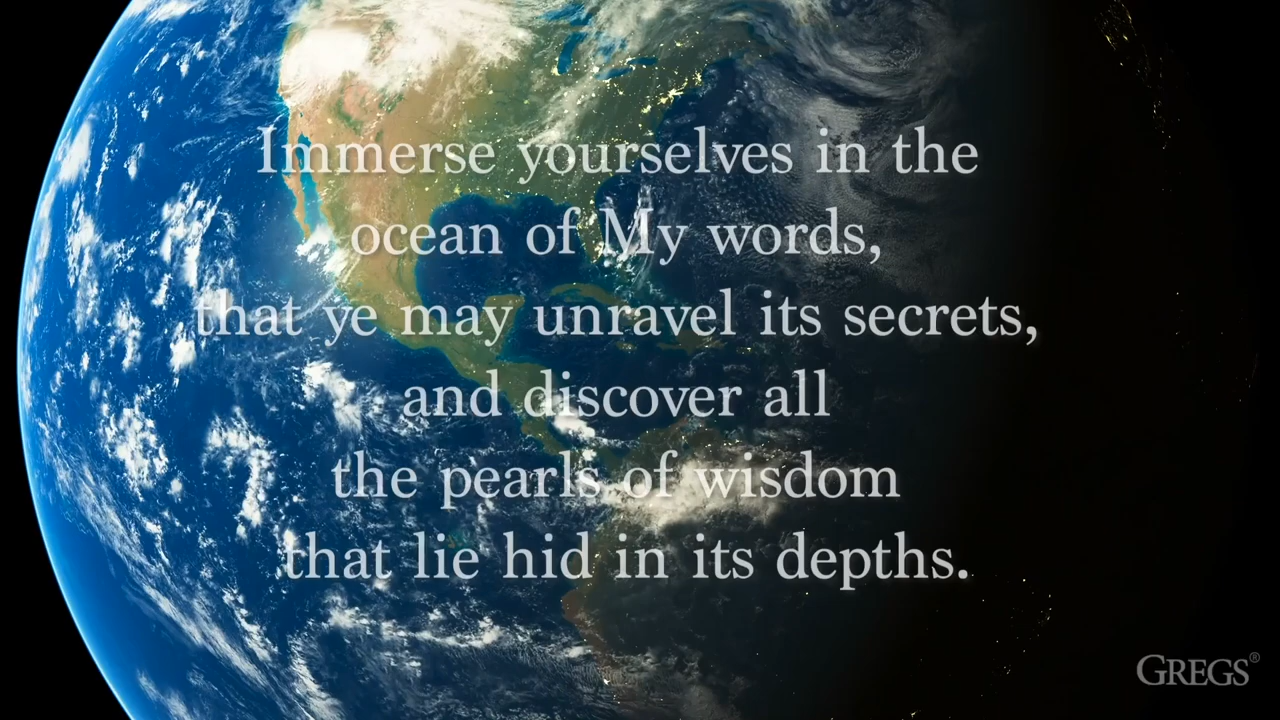 Immerse yourselves in the
ocean of My words,
that ye may unravel its secrets,
and discover all
the pearls of wisdom
that lie hid in its depths.
GREGS®